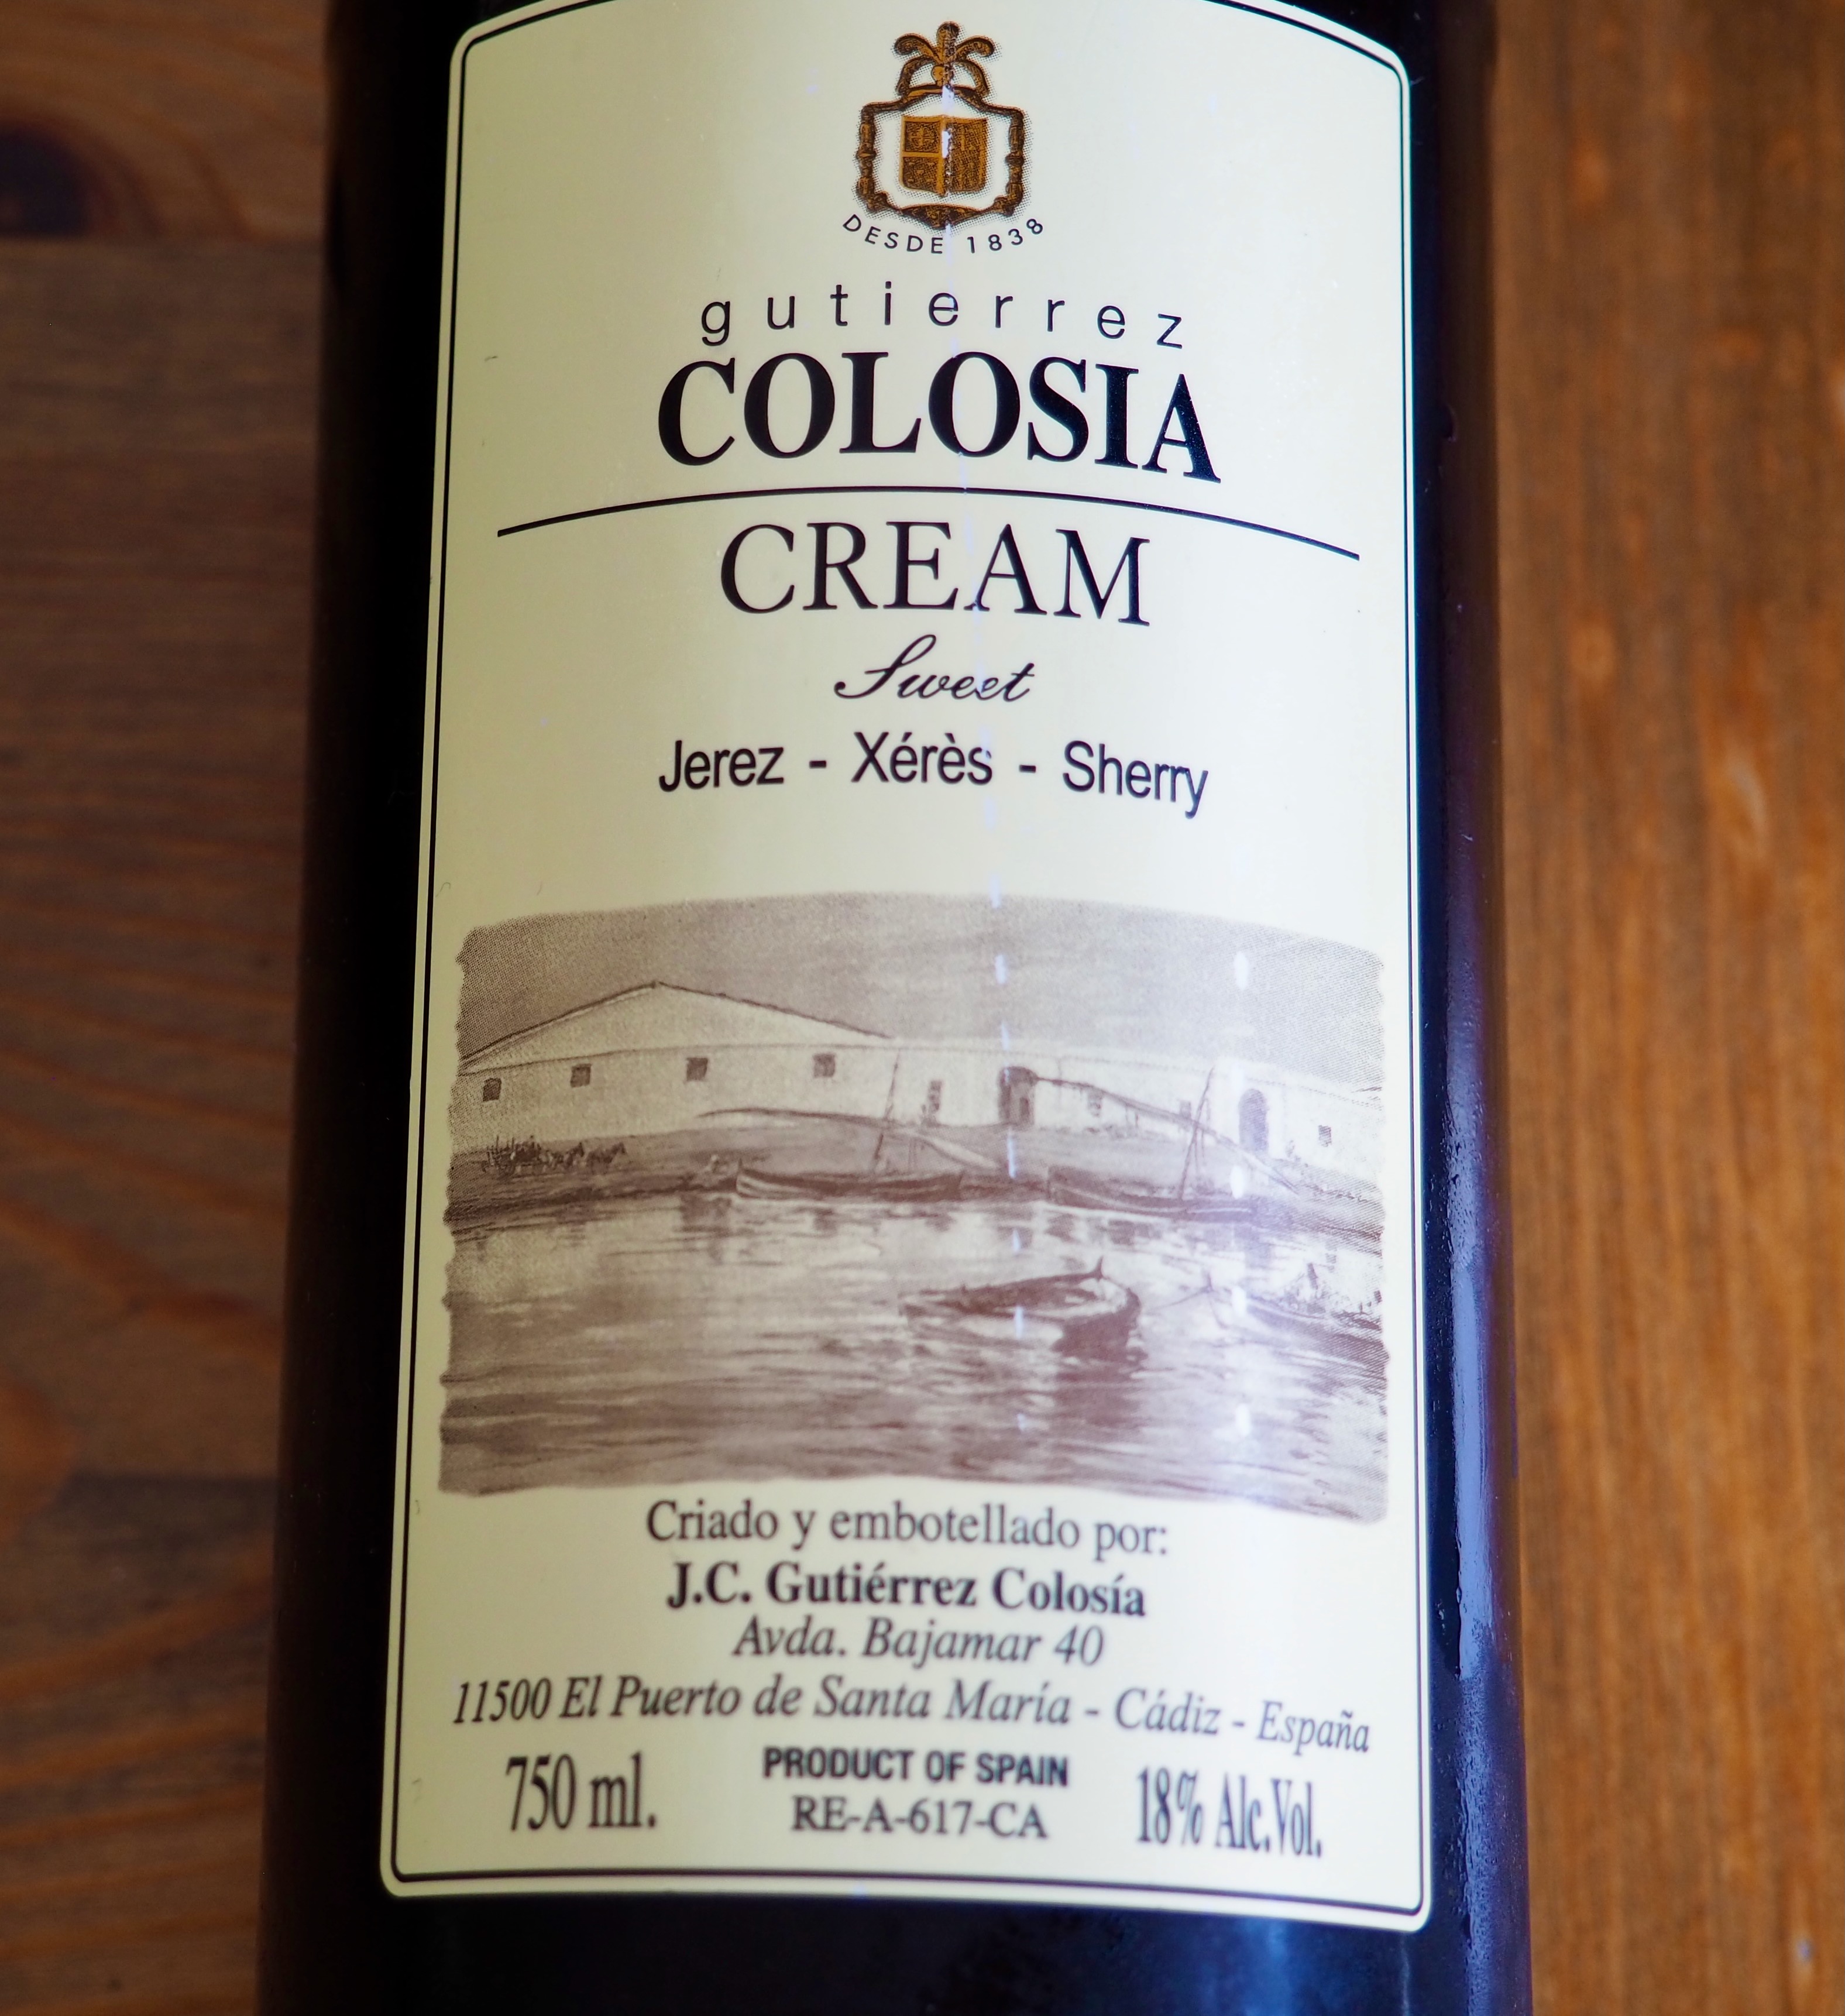 DESDE 1838
gutierrez
COLOSIA
CREAM
Sweet
Jerez - Xérès - Sherry
Criado y embotellado por:
J.C. Gutiérrez Colosía
Avda. Bajamar 40
11500 El Puerto de Santa María - Cádiz - España
PRODUCT OF SPAIN
750 ml. RE-A-617-CA 18% Alc.Vol.